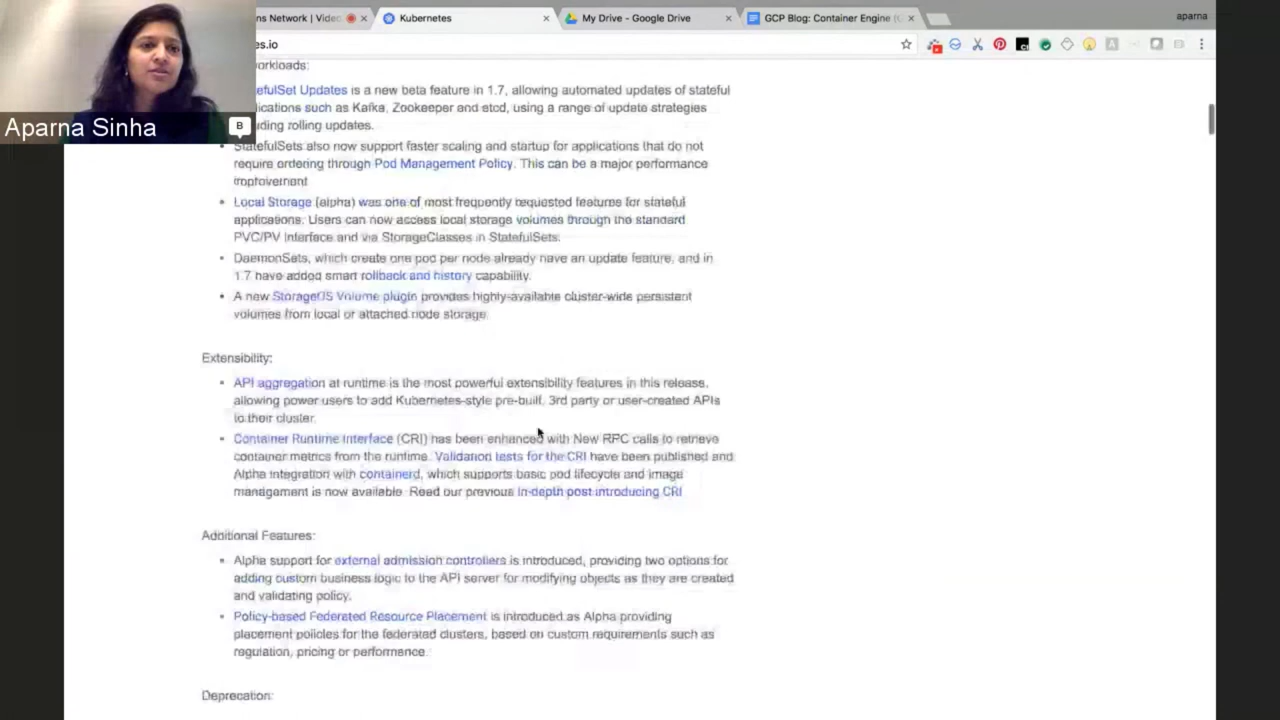 ns Network | Video
Kubernetes
My Drive - Google Drive
GCP Blog: Container Engine (
aparna
es.io
Aparna Sinha
B
workloads:
efulSet Updates is a new beta feature in 1.7, allowing automated updates of stateful
lications such as Kafka, Zookeeper and etcd, using a range of update strategies
uding rolling updates.
StatefulSets also now support faster scaling and startup for applications that do not
require ordering through Pod Management Policy. This can be a major performance
improvement
Local Storage (alpha) was one of most frequently requested features for stateful
applications. Users can now access local storage volumes through the standard
PVC/PV interface and via StorageClasses in StatefulSets.
DaemonSets, which create one pod per node already have an update feature, and in
1.7 have added smart rollback and history capability.
A new StorageOS Volume plugin provides highly-available cluster-wide persistent
volumes from local or attached node storage.
Extensibility:
API aggregation at runtime is the most powerful extensibility features in this release,
allowing power users to add Kubernetes-style pre-built, 3rd party or user-created APIs
to their cluster.
Container Runtime Interface (CRI) has been enhanced with New RPC calls to retrieve
container metrics from the runtime. Validation tests for the CRI have been published and
Alpha integration with containerd, which supports basic pod lifecycle and image
management is now available. Read our previous in-depth post introducing CRI
Additional Features:
Alpha support for external admission controllers is introduced, providing two options for
adding custom business logic to the API server for modifying objects as they are created
and validating policy.
Policy-based Federated Resource Placement is introduced as Alpha providing
placement policies for the federated clusters, based on custom requirements such as
regulation, pricing or performance.
Deprecation: